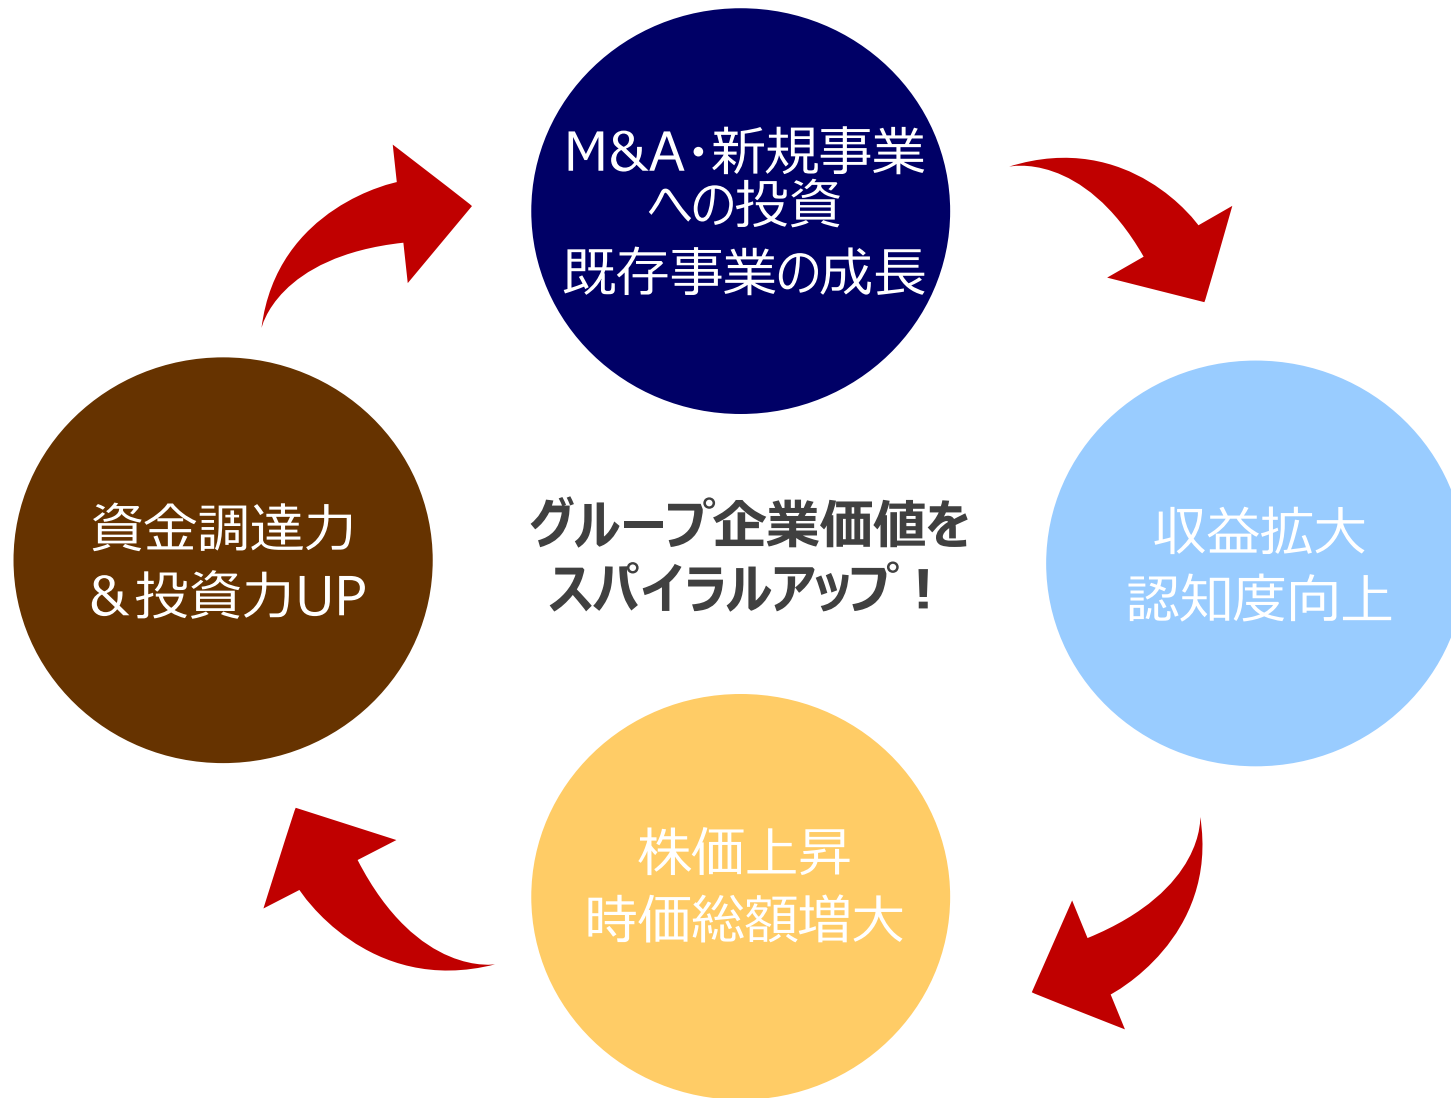 M&A・新規事業
への投資
既存事業の成長
資金調達力
＆投資力UP
グループ企業価値を
スパイラルアップ！
収益拡大
認知度向上
株価上昇
時価総額増大